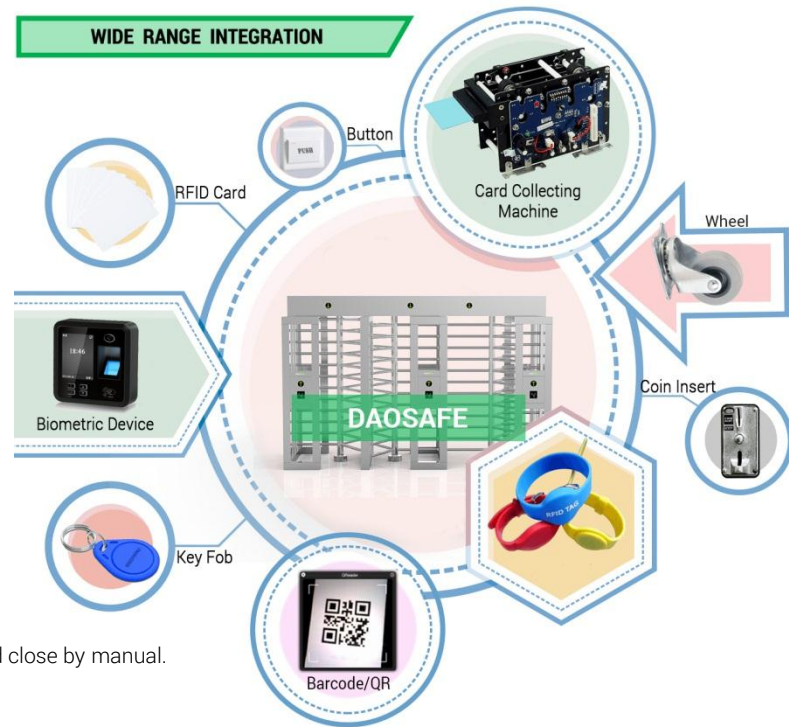 WIDE RANGE INTEGRATION
Button
PUSH
RFID Card
Card Collecting
Machine
Wheel
18:46
Biometric Device
DAOSAFE
Coin Insert
RFID TAG
Key Fob
Barcode/QR
l close by manual.